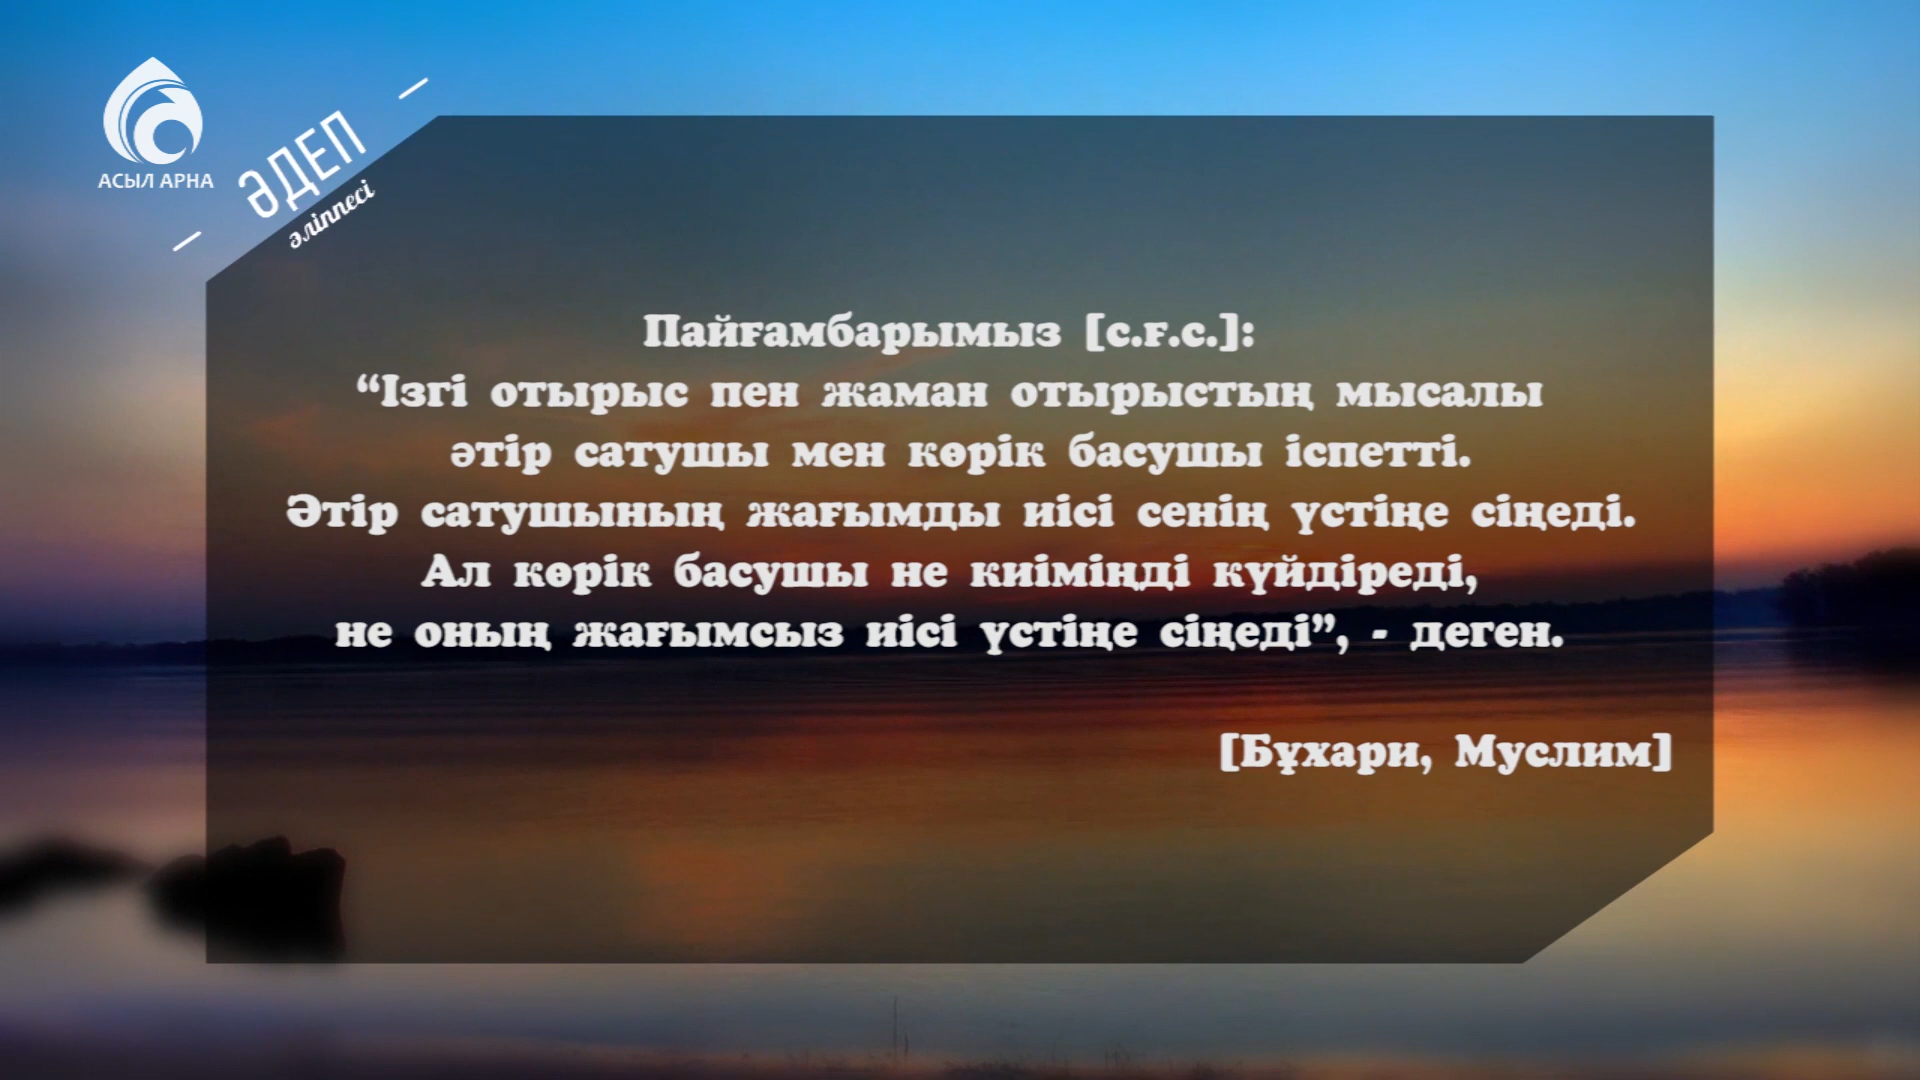 АСЫЛ АРНА
ӘДЕП
әліппесі
Пайғамбарымыз [с.ғ.с.]:
“Ізгі отырыс пен жаман отырыстың мысалы
әтір сатушы мен көрік басушы іспетті.
Әтір сатушының жағымды иісі сенің үстіңе сіңеді.
Ал көрік басушы не киіміңді күйдіреді,
не оның жағымсыз иісі үстіңе сіңеді”, - деген.
[Бұхари, Муслим]